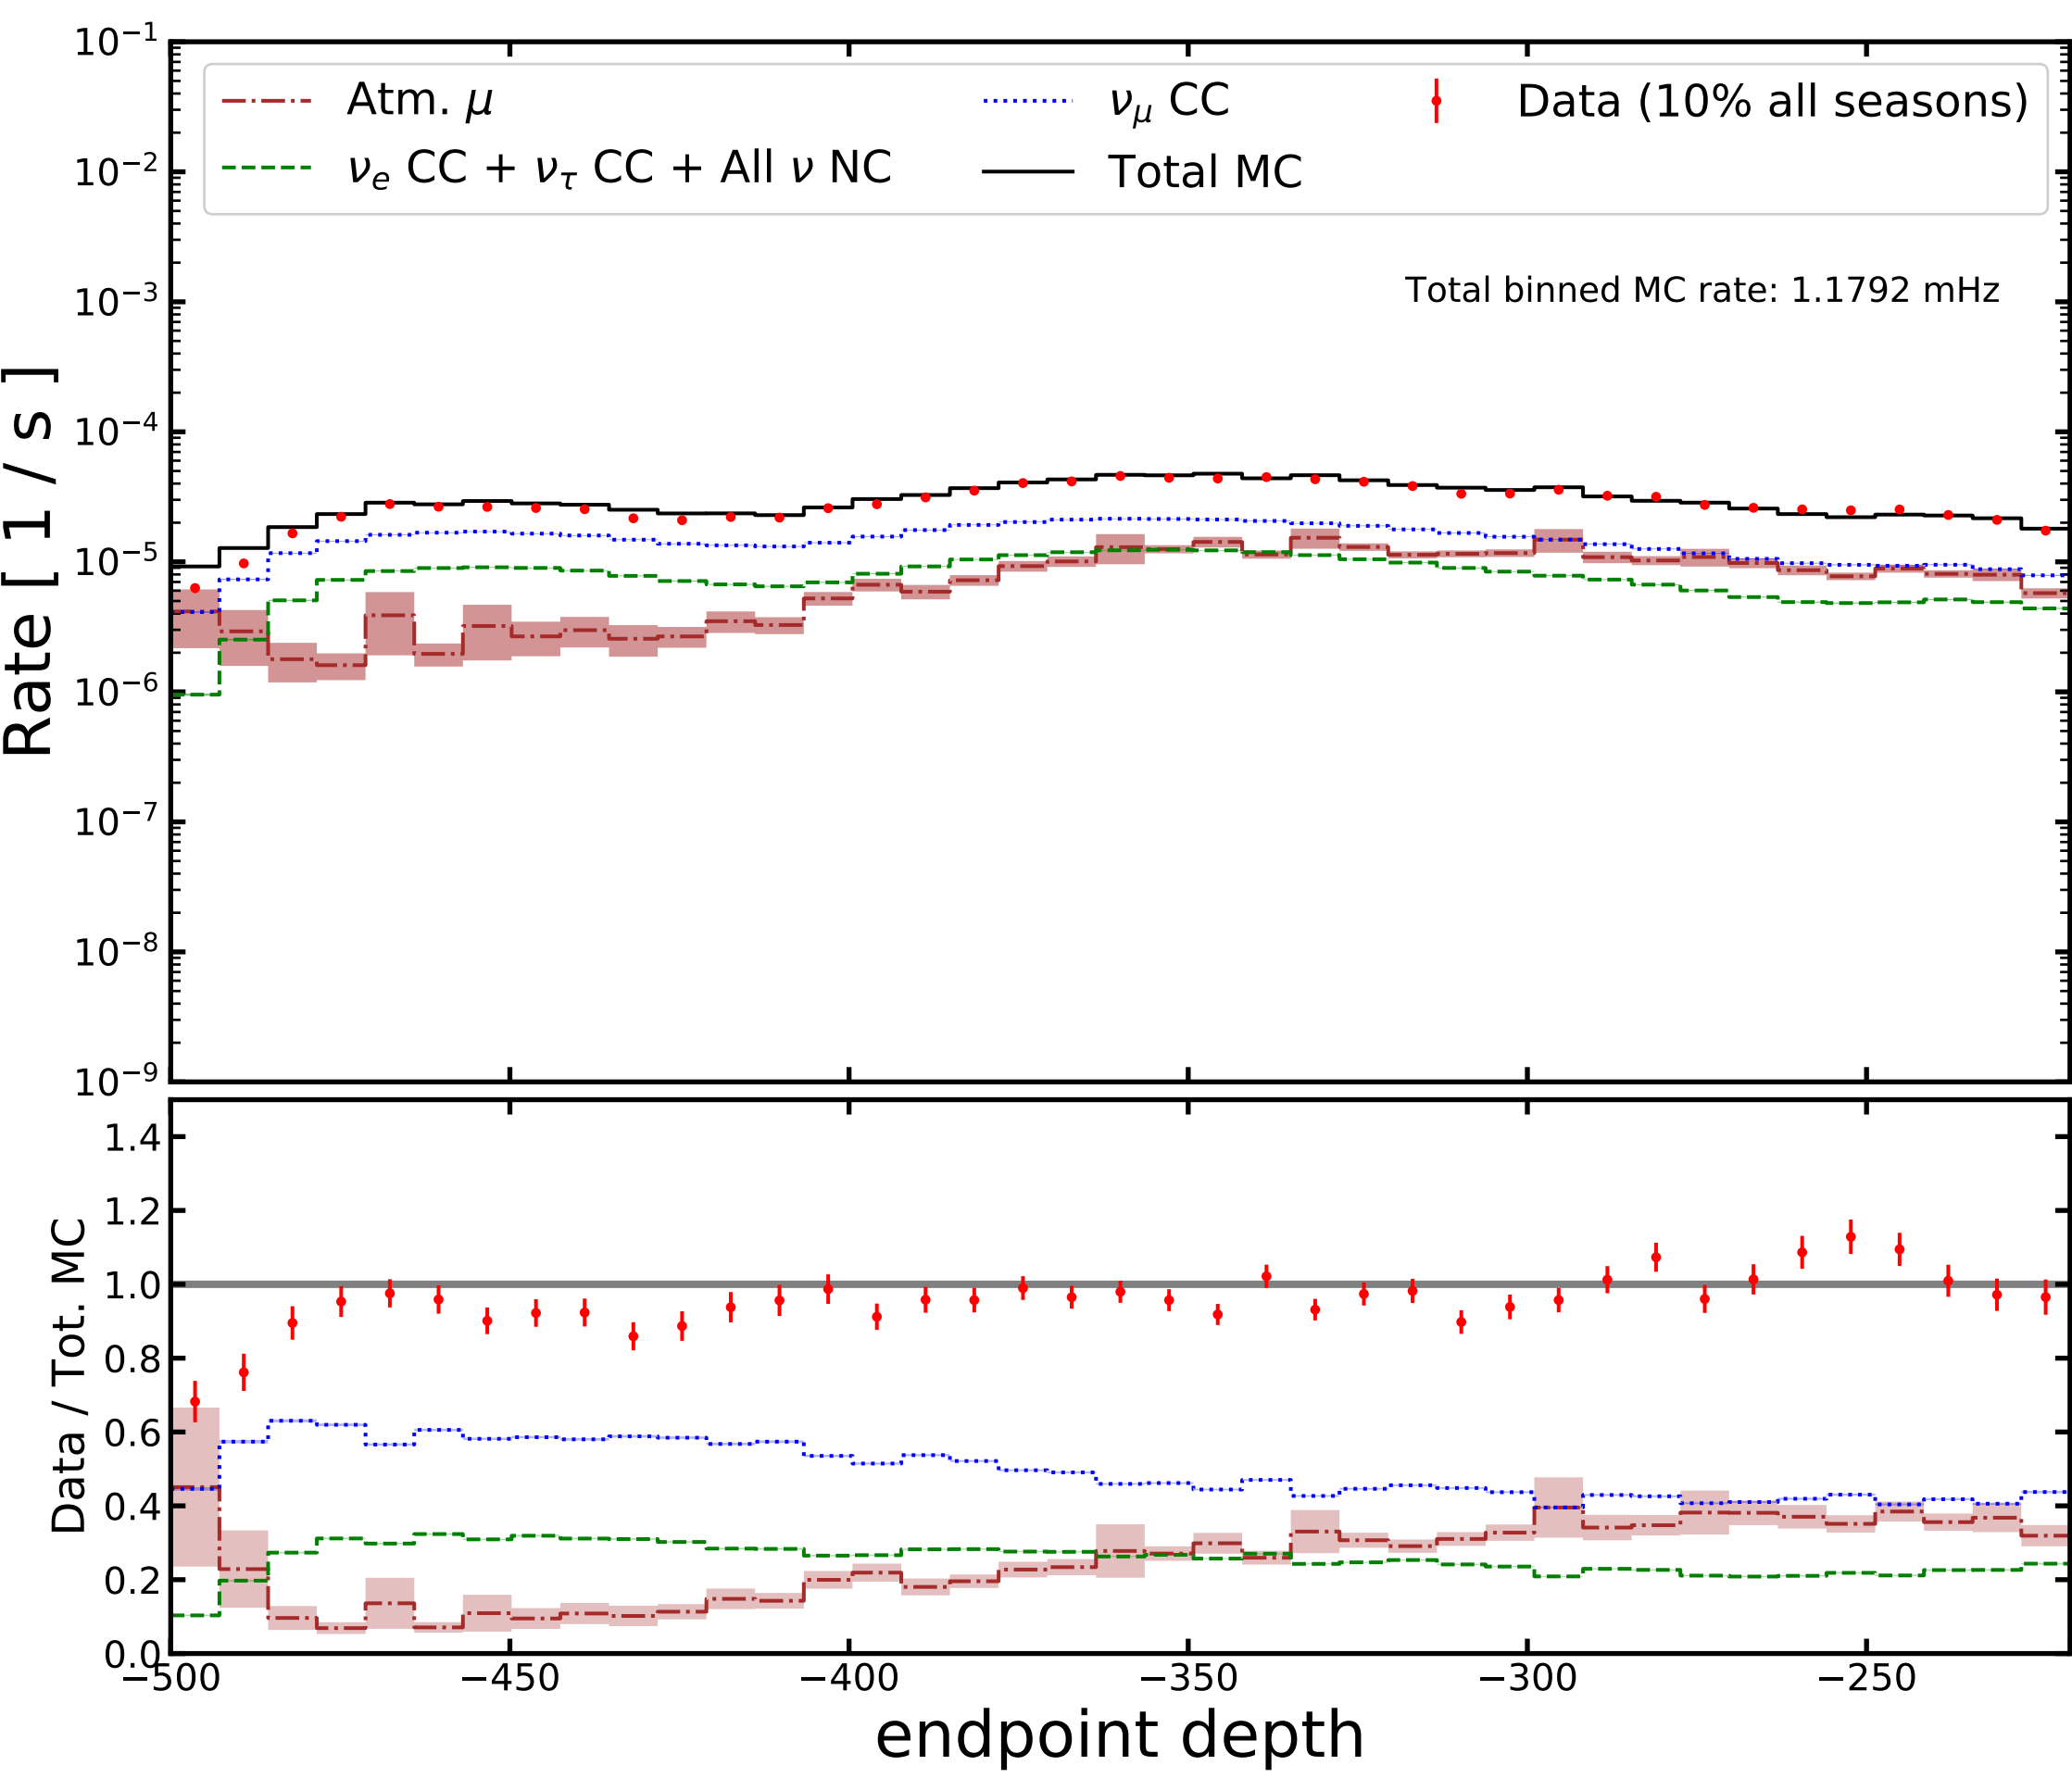 10⁻¹
Atm. μ
ν_μ CC
Data (10% all seasons)
ν_e CC + ν_τ CC + All ν NC
Total MC
10⁻²
Total binned MC rate: 1.1792 mHz
10⁻³
10⁻⁴
10⁻⁵
10⁻⁶
10⁻⁷
10⁻⁸
10⁻⁹
Rate [ 1 / s ]
1.4
1.2
1.0
0.8
0.6
0.4
0.2
0.0
Data / Tot. MC
−500 −450 −400 −350 −300 −250
endpoint depth